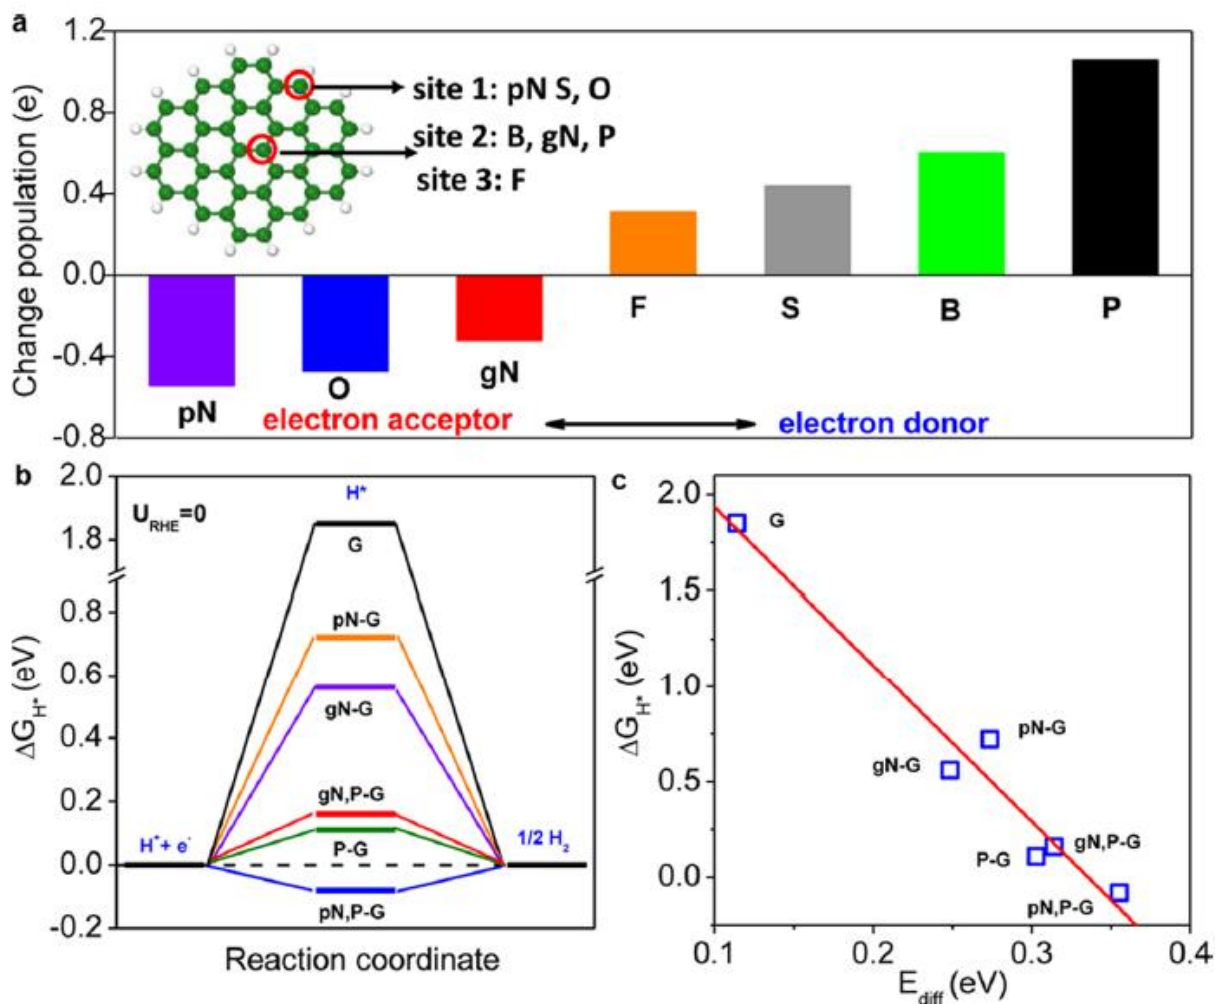 a
1.2
0.8
0.4
0.0
-0.4
-0.8
Change population (e)
site 1: pN S, O
site 2: B, gN, P
site 3: F
pN
O
gN
F
S
B
P
electron acceptor
electron donor
b
2.0
1.8
0.8
0.6
0.4
0.2
0.0
-0.2
ΔG_H* (eV)
U_RHE=0
H*
G
pN-G
gN-G
gN,P-G
P-G
pN,P-G
H⁺+ e⁻
1/2 H₂
Reaction coordinate
c
2.0
1.5
1.0
0.5
0.0
ΔG_H* (eV)
G
pN-G
gN-G
gN,P-G
P-G
pN,P-G
0.1 0.2 0.3 0.4
E_diff (eV)